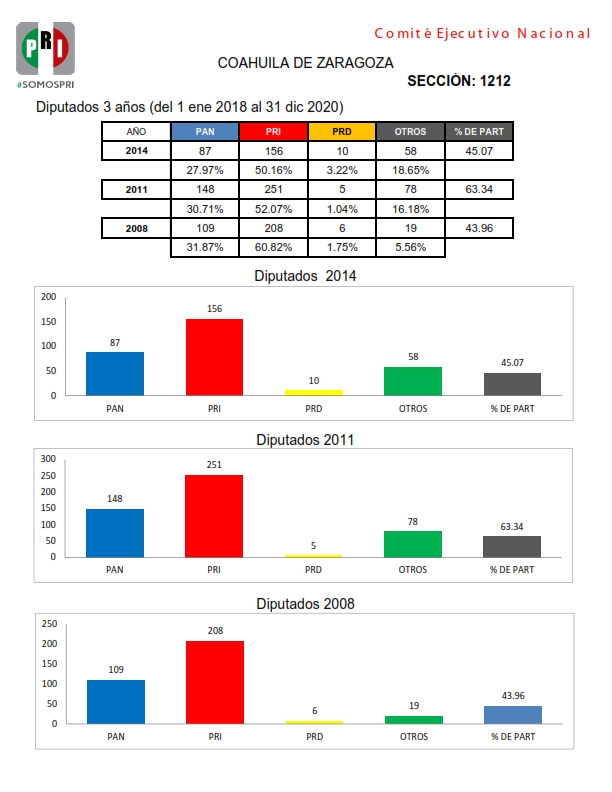 Comité Ejecutivo Nacional
PRI
#SOMOSPRI
COAHUILA DE ZARAGOZA
SECCIÓN: 1212
Diputados 3 años (del 1 ene 2018 al 31 dic 2020)
AÑO PAN PRI PRD OTROS % DE PART
2014 87 156 10 58 45.07
27.97% 50.16% 3.22% 18.65%
2011 148 251 5 78 63.34
30.71% 52.07% 1.04% 16.18%
2008 109 208 6 19 43.96
31.87% 60.82% 1.75% 5.56%
Diputados 2014
200
150
100
50
0
87 156 10 58 45.07
PAN PRI PRD OTROS % DE PART
Diputados 2011
300
250
200
150
100
50
0
148 251 5 78 63.34
PAN PRI PRD OTROS % DE PART
Diputados 2008
250
200
150
100
50
0
109 208 6 19 43.96
PAN PRI PRD OTROS % DE PART